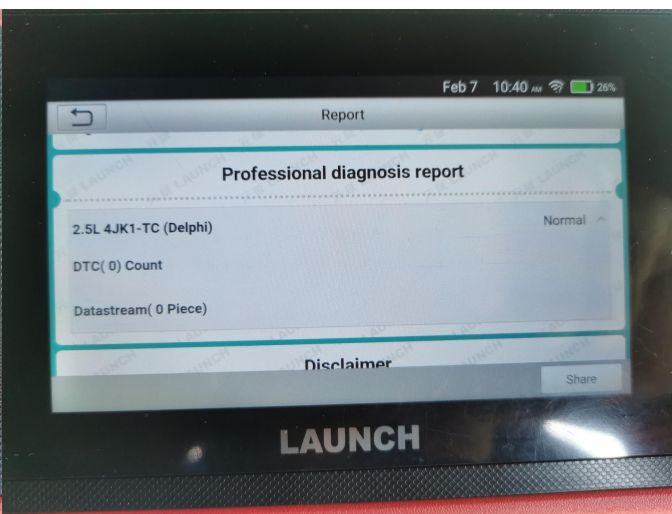 Feb 7 10:40 AM 26%
Report
Professional diagnosis report
2.5L 4JK1-TC (Delphi)
Normal
DTC( 0) Count
Datastream( 0 Piece)
Disclaimer
Share
LAUNCH